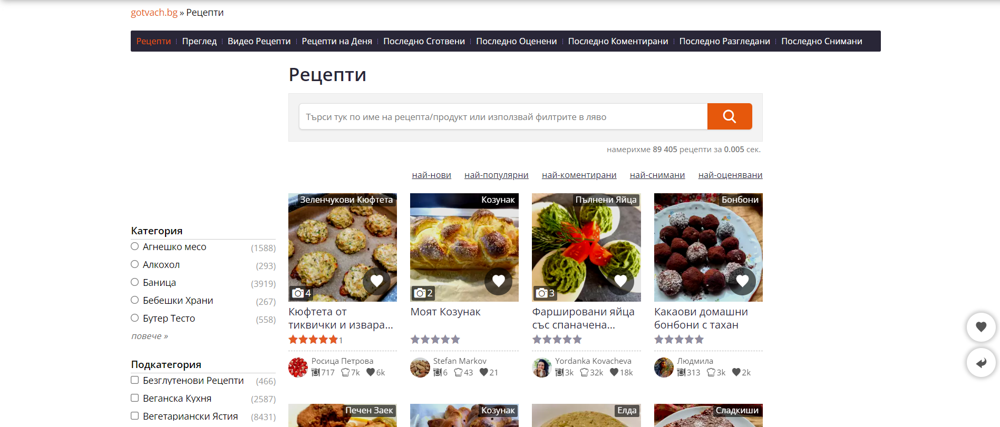 gotvach.bg » Рецепти
Рецепти Преглед Видео Рецепти Рецепти на Деня Последно Сготвени Последно Оценени Последно Коментирани Последно Разгледани Последно Снимани
Рецепти
Търси тук по име на рецепта/продукт или използвай филтрите в ляво
намерихме 89 405 рецепти за 0.005 сек.
най-нови най-популярни най-коментирани най-снимани най-оценявани
Категория
Агнешко месо (1588)
Алкохол (293)
Баница (3919)
Бебешки Храни (267)
Бутер Тесто (558)
повече »
Подкатегория
Безглутенови Рецепти (466)
Веганска Кухня (2587)
Вегетариански Ястия (8431)
Зеленчукови Кюфтета
4
Кюфтета от
тиквички и извара...
1
Росица Петрова
717 7k 6k
Козунак
2
Моят Козунак
Stefan Markov
6 43 21
Пълнени Яйца
3
Фаршировани яйца
със спаначена...
Yordanka Kovacheva
3k 32k 18k
Бонбони
Какаови домашни
бонбони с тахан
Людмила
313 3k 2k
Печен Заек
Козунак
Елда
Сладкиши